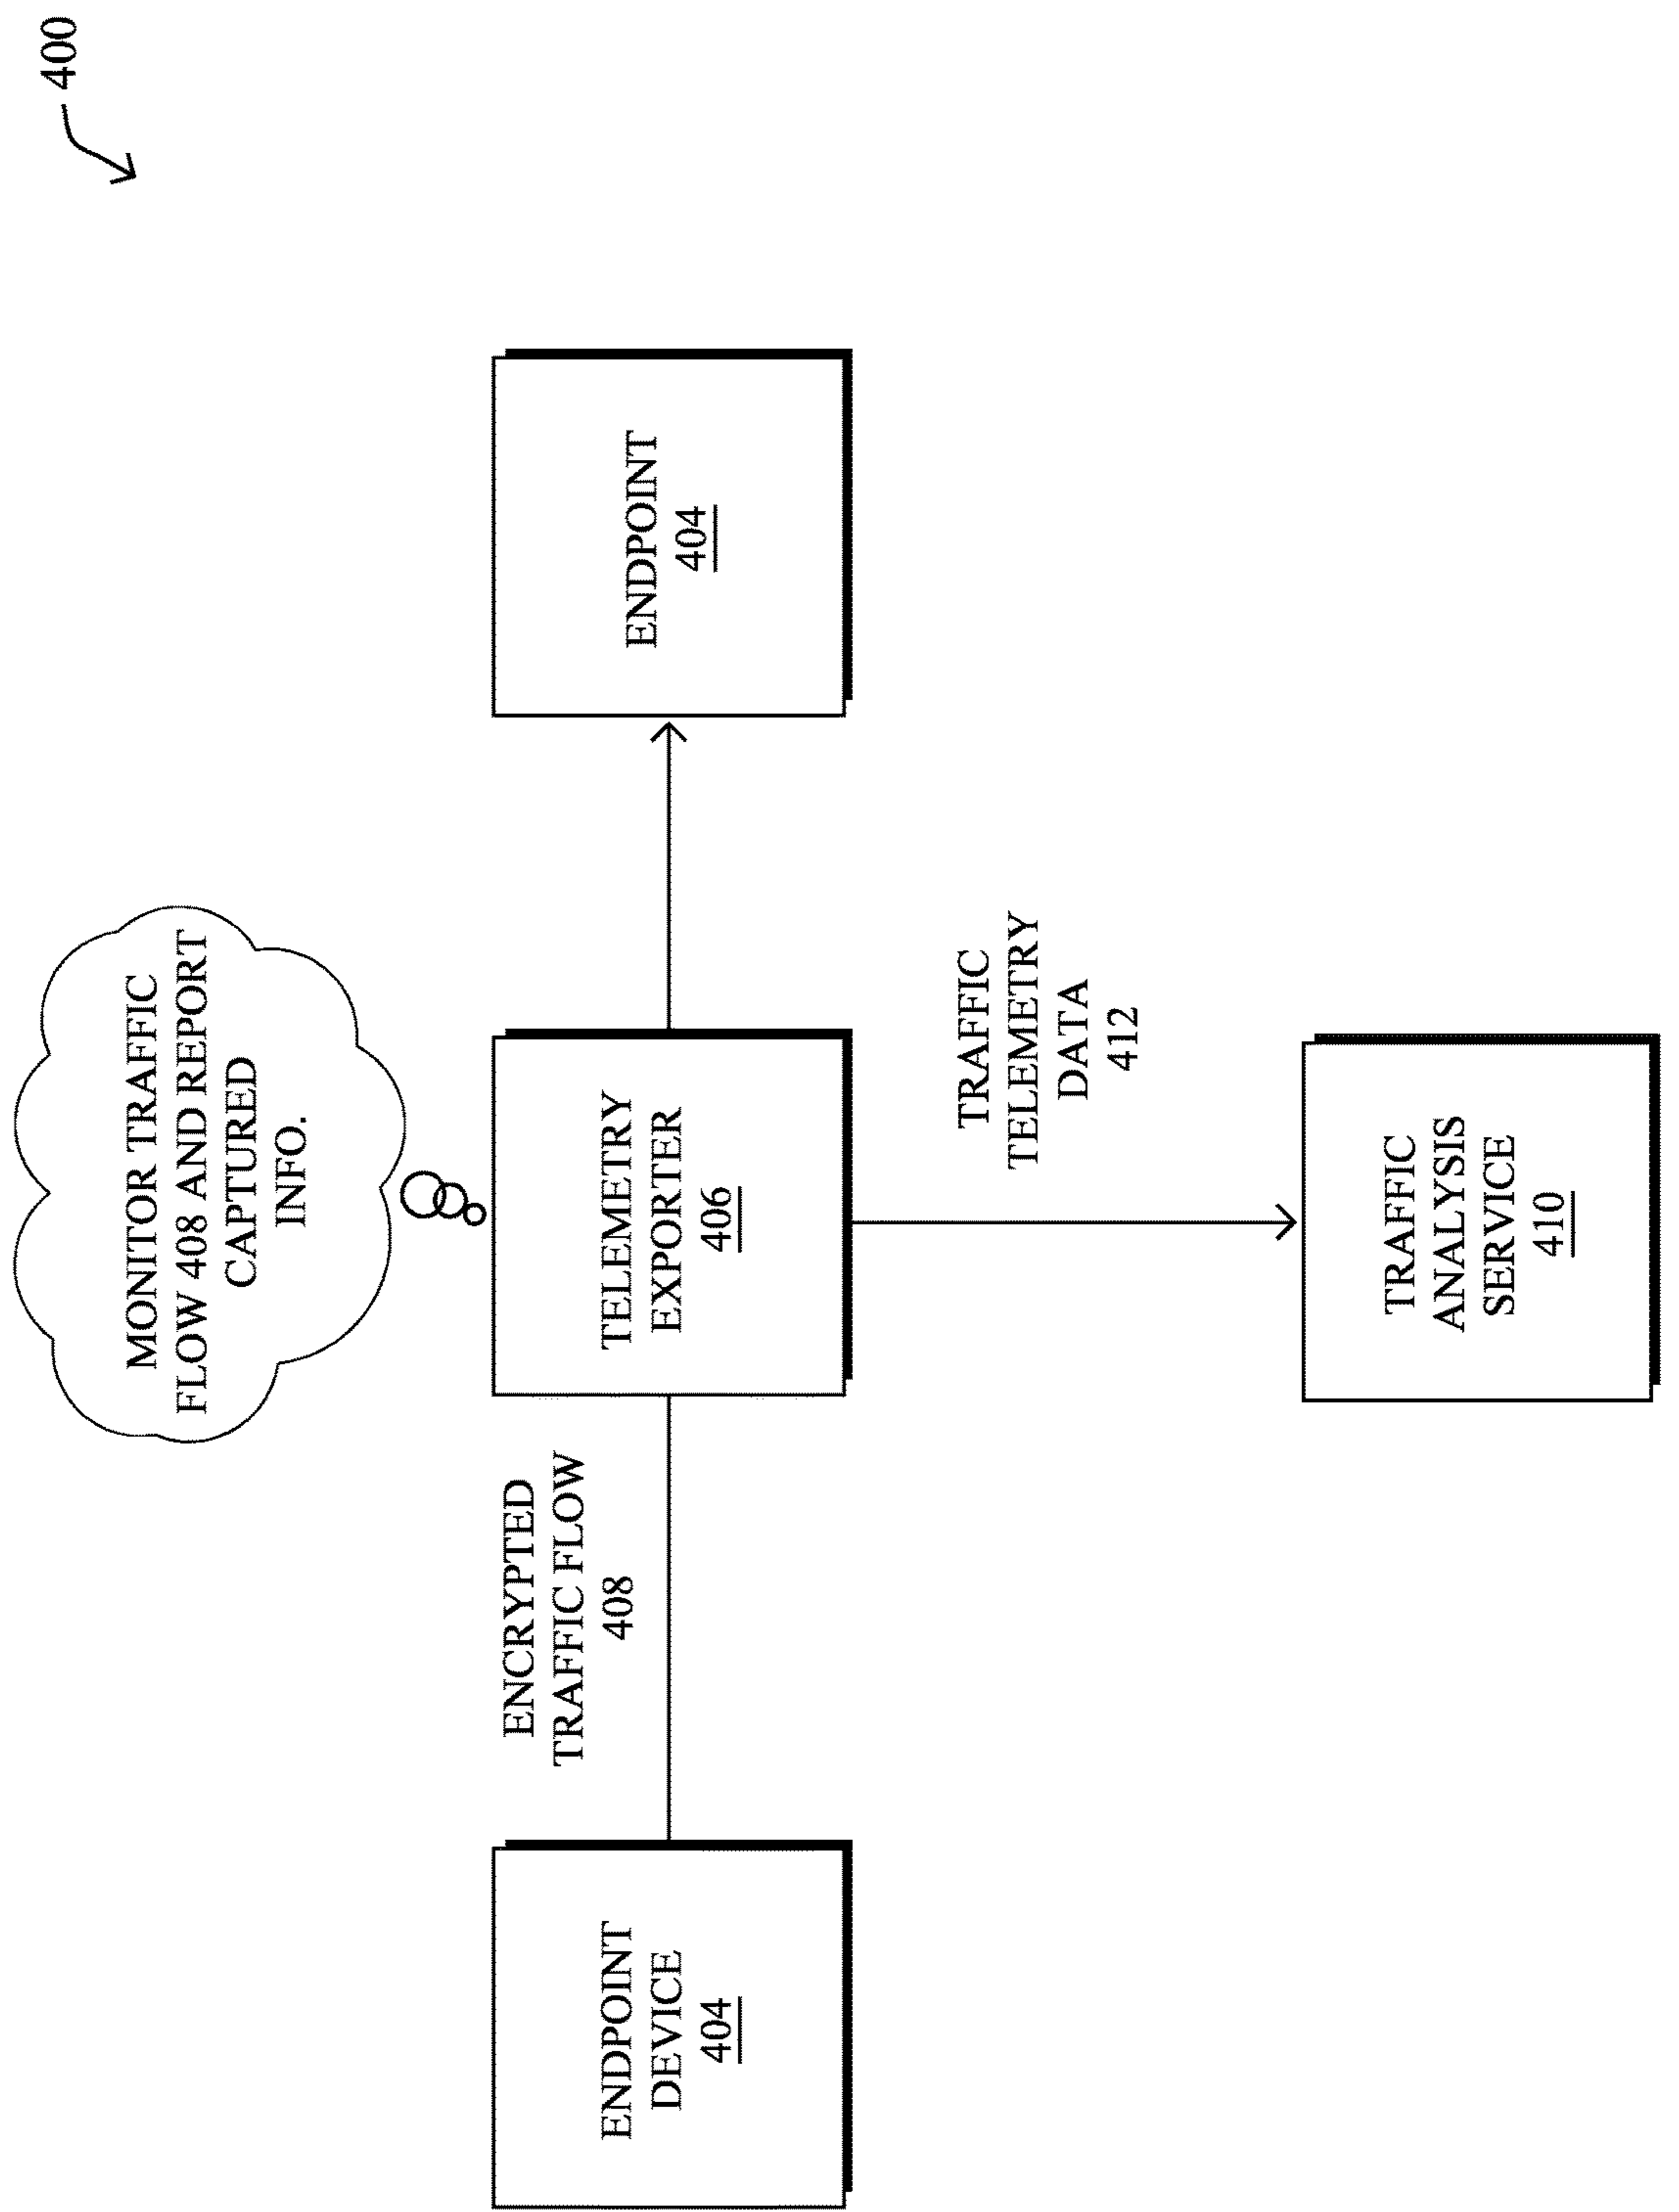 400
MONITOR TRAFFIC
FLOW 408 AND REPORT
CAPTURED
INFO.
ENDPOINT
DEVICE
404
ENCRYPTED
TRAFFIC FLOW
408
TELEMETRY
EXPORTER
406
ENDPOINT
404
TRAFFIC
TELEMETRY
DATA
412
TRAFFIC
ANALYSIS
SERVICE
410